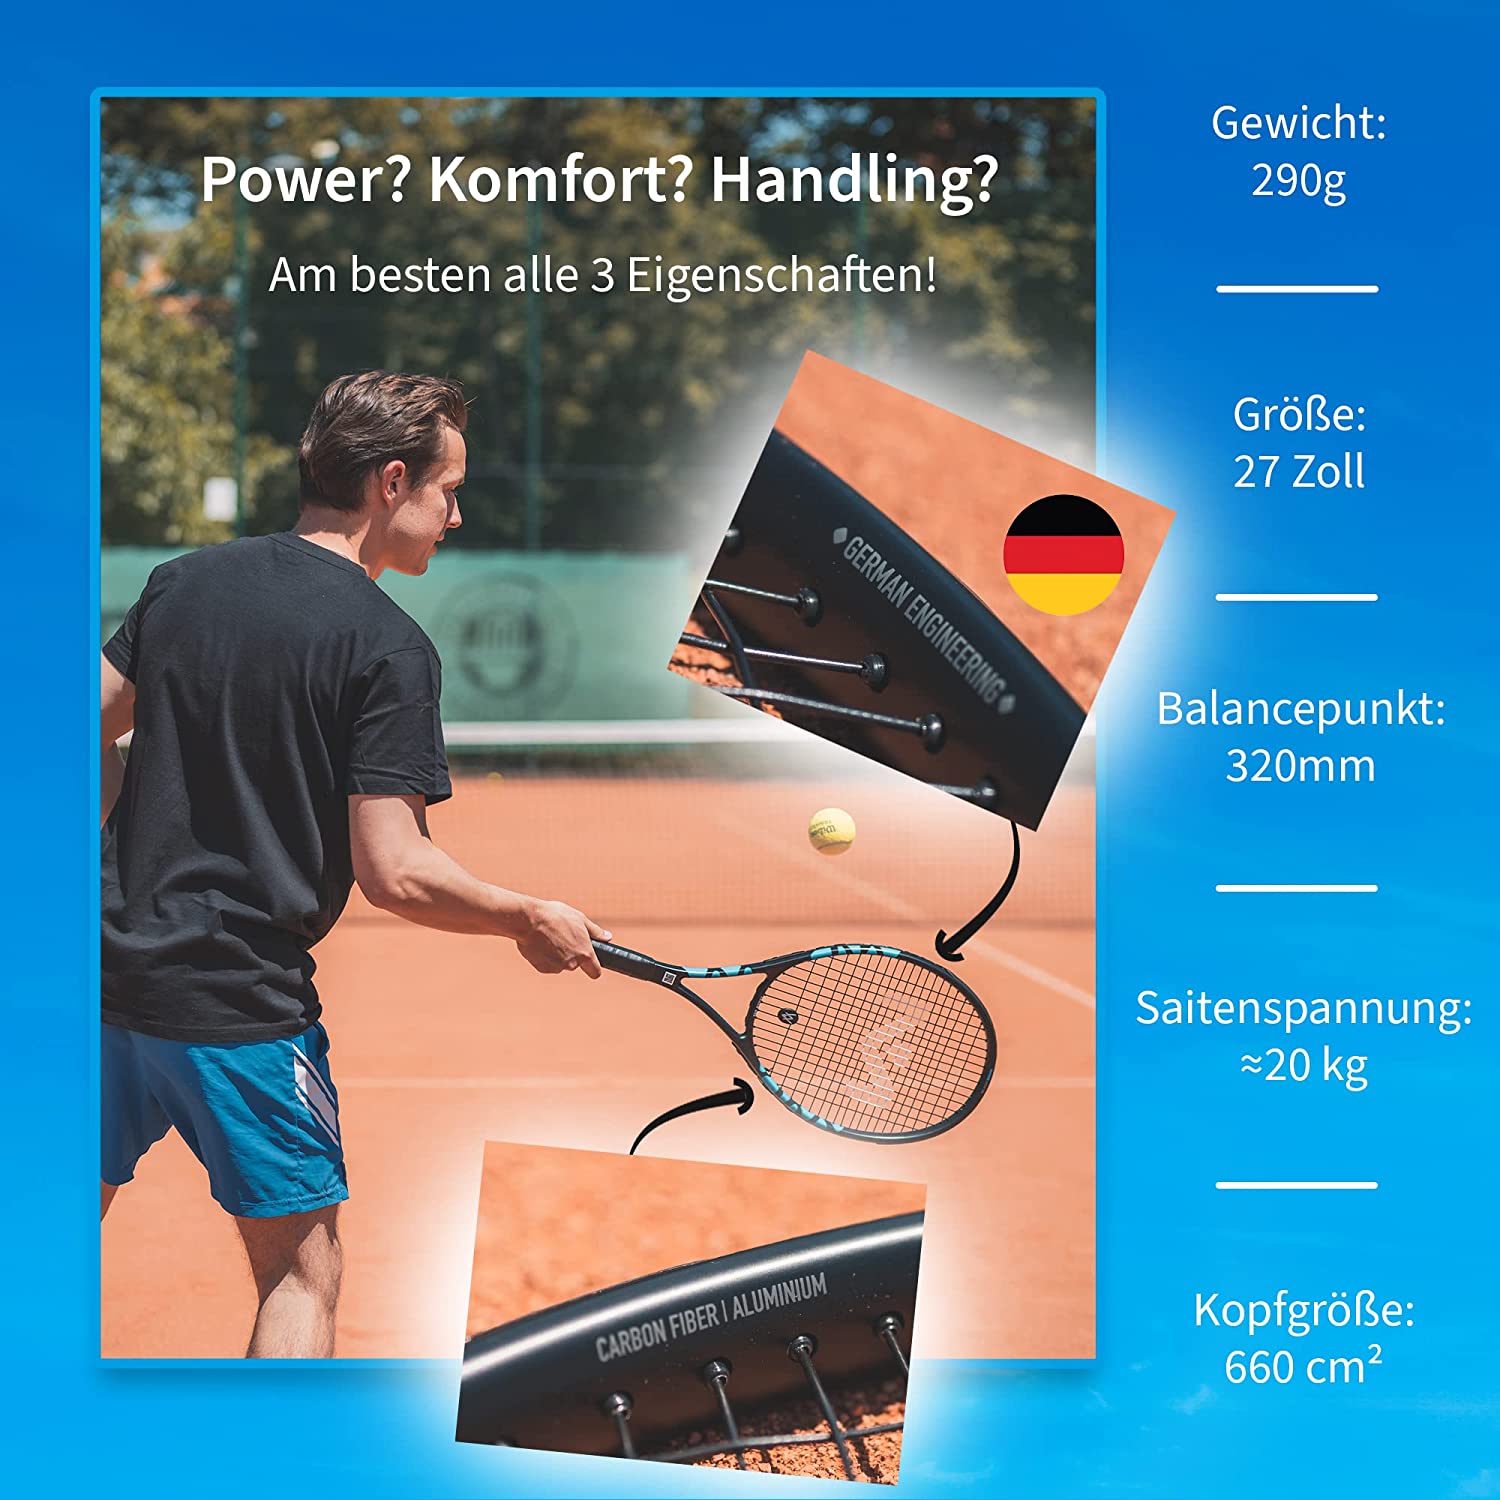 Power? Komfort? Handling?
Am besten alle 3 Eigenschaften!
Gewicht:
290g
Größe:
27 Zoll
Balancepunkt:
320mm
Saitenspannung:
≈20 kg
Kopfgröße:
660 cm²
GERMAN ENGINEERING
CARBON FIBER | ALUMINIUM